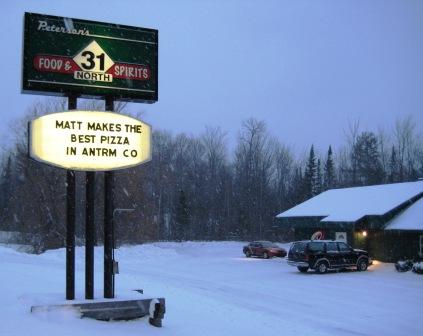 Peterson's
31
FOOD & SPIRITS
NORTH
MATT MAKES THE
BEST PIZZA
IN ANTRM CO